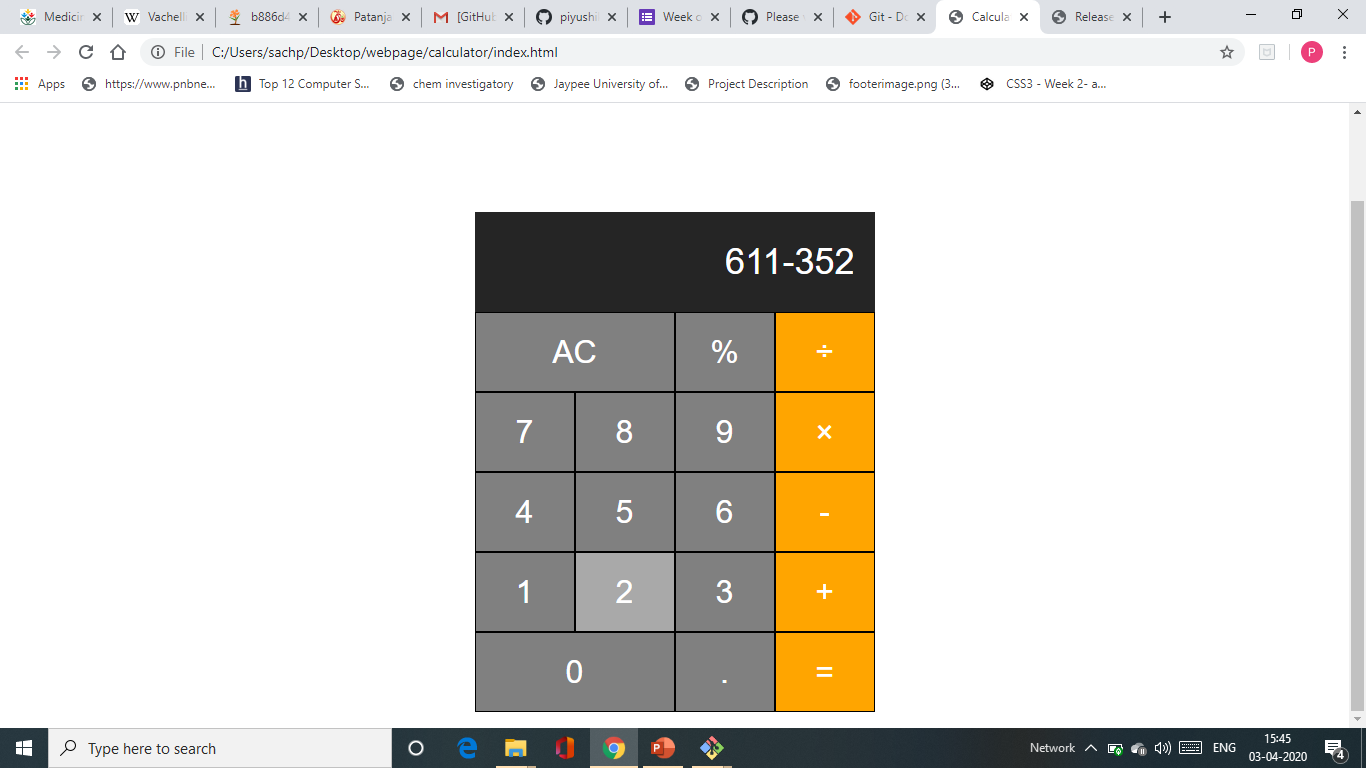 Medicin
Vachell
b886d4
Patanja
[GitHub
piyushi
Week o
Please
Git - Do
Calcula
Release
File
C:/Users/sachp/Desktop/webpage/calculator/index.html
P
Apps
https://www.pnbne...
Top 12 Computer S...
chem investigatory
Jaypee University of...
Project Description
footerimage.png (3...
CSS3 - Week 2- a...
611-352
AC % ÷
7 8 9 ×
4 5 6 -
1 2 3 +
0 . =
Type here to search
Network
ENG
15:45
03-04-2020
4